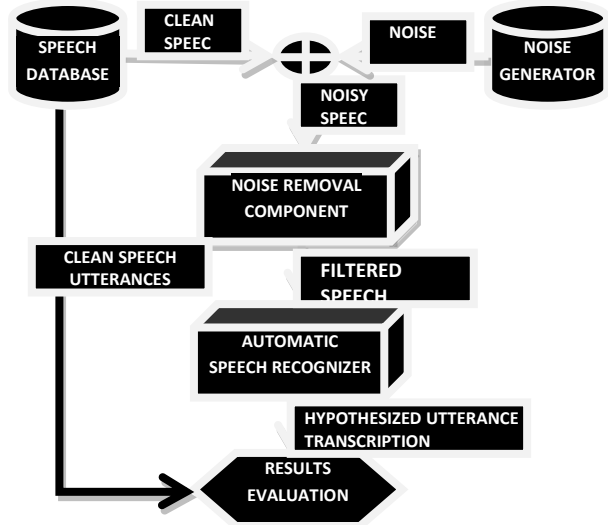 SPEECH
DATABASE
CLEAN
SPEEC
NOISE
NOISE
GENERATOR
NOISY
SPEEC
NOISE REMOVAL
COMPONENT
CLEAN SPEECH
UTTERANCES
FILTERED
SPEECH
AUTOMATIC
SPEECH RECOGNIZER
HYPOTHESIZED UTTERANCE
TRANSCRIPTION
RESULTS
EVALUATION